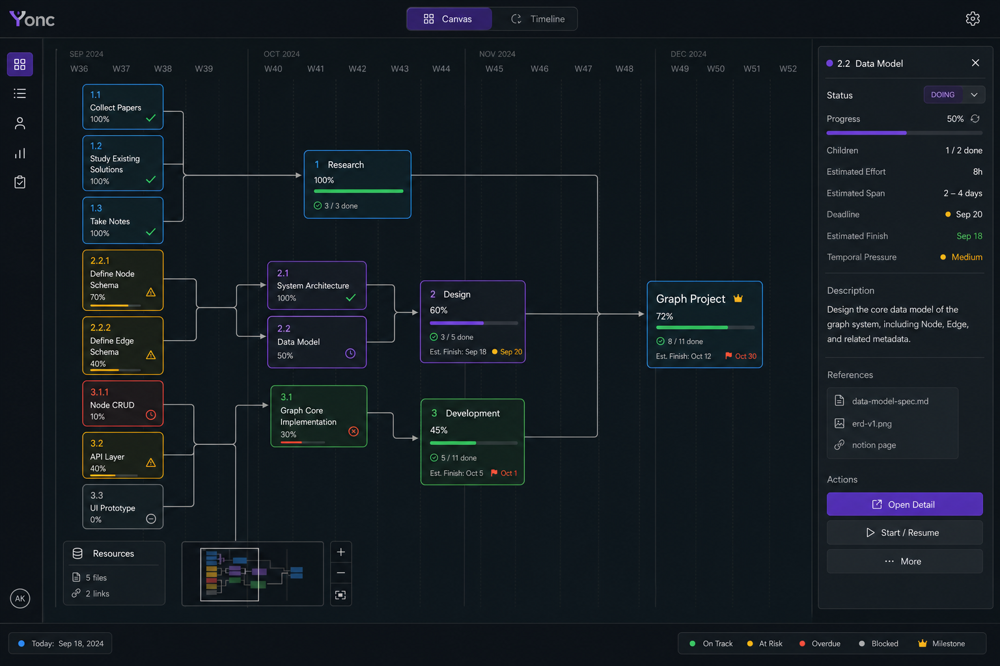 Yonc
Canvas
Timeline
SEP 2024
OCT 2024
NOV 2024
DEC 2024
W36 W37 W38 W39 W40 W41 W42 W43 W44 W45 W46 W47 W48 W49 W50 W51 W52
1.1
Collect Papers
100%
1.2
Study Existing
Solutions
100%
1.3
Take Notes
100%
2.2.1
Define Node
Schema
70%
2.2.2
Define Edge
Schema
40%
3.1.1
Node CRUD
10%
3.2
API Layer
40%
3.3
UI Prototype
0%
1 Research
100%
3 / 3 done
2.1
System Architecture
100%
2.2
Data Model
50%
3.1
Graph Core
Implementation
30%
2 Design
60%
3 / 5 done
Est. Finish: Sep 18 Sep 20
3 Development
45%
5 / 11 done
Est. Finish: Oct 5 Oct 1
Graph Project
72%
8 / 11 done
Est. Finish: Oct 12 Oct 30
Resources
5 files
2 links
AK
2.2 Data Model
Status DOING
Progress 50%
Children 1 / 2 done
Estimated Effort 8h
Estimated Span 2 – 4 days
Deadline Sep 20
Estimated Finish Sep 18
Temporal Pressure Medium
Description
Design the core data model of the
graph system, including Node, Edge,
and related metadata.
References
data-model-spec.md
erd-v1.png
notion page
Actions
Open Detail
Start / Resume
More
Today: Sep 18, 2024
On Track
At Risk
Overdue
Blocked
Milestone